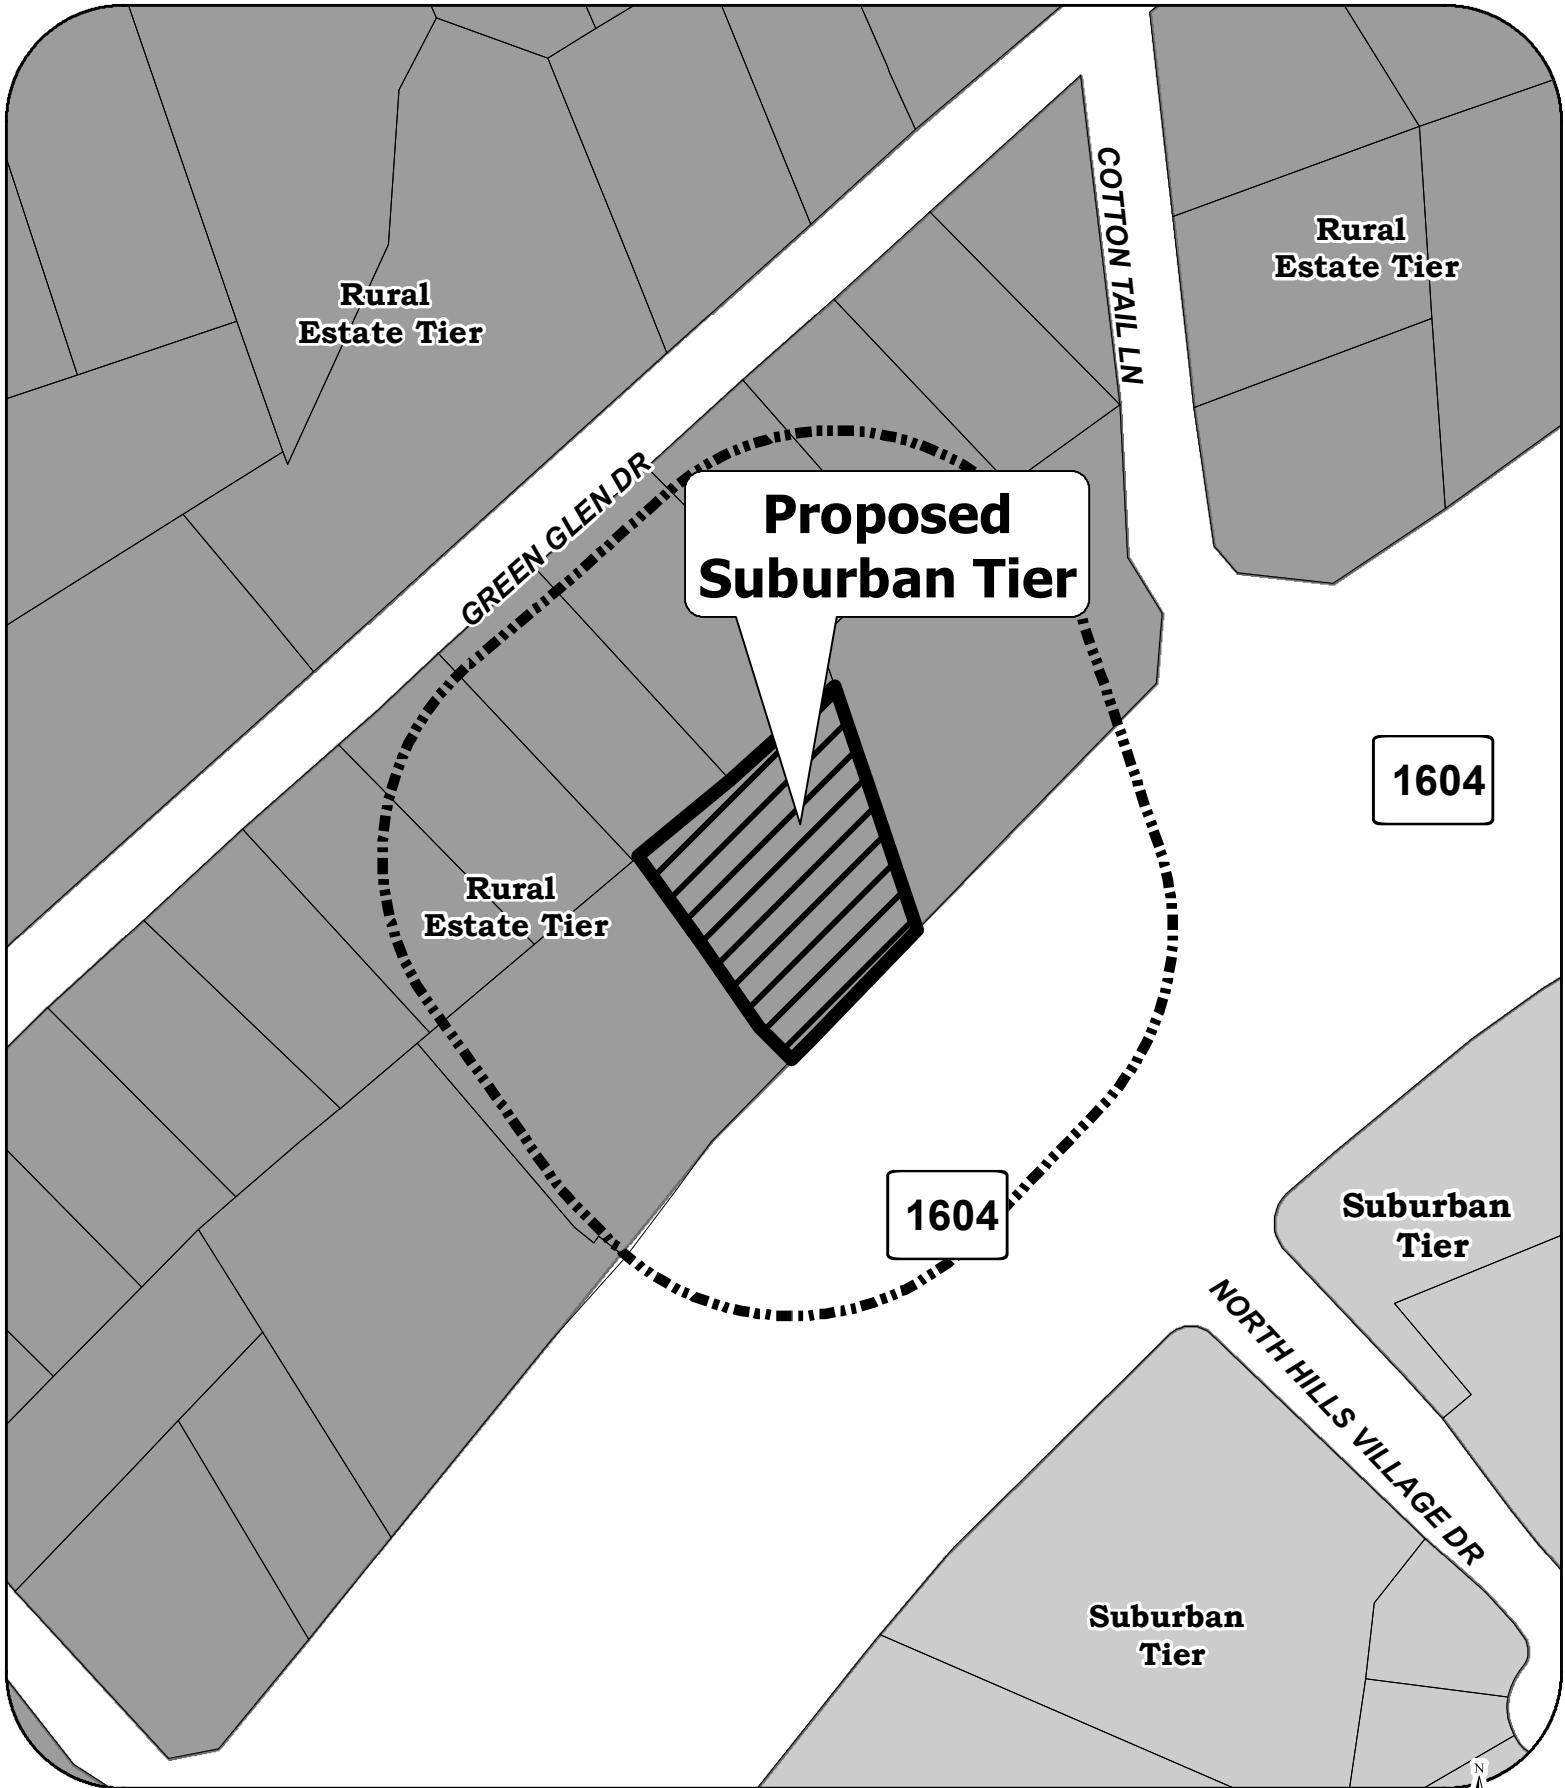 COTTON TAIL LN
Rural
Estate Tier
Rural
Estate Tier
GREEN GLEN DR
Proposed
Suburban Tier
1604
Rural
Estate Tier
1604
Suburban
Tier
NORTH HILLS VILLAGE DR
Suburban
Tier
N